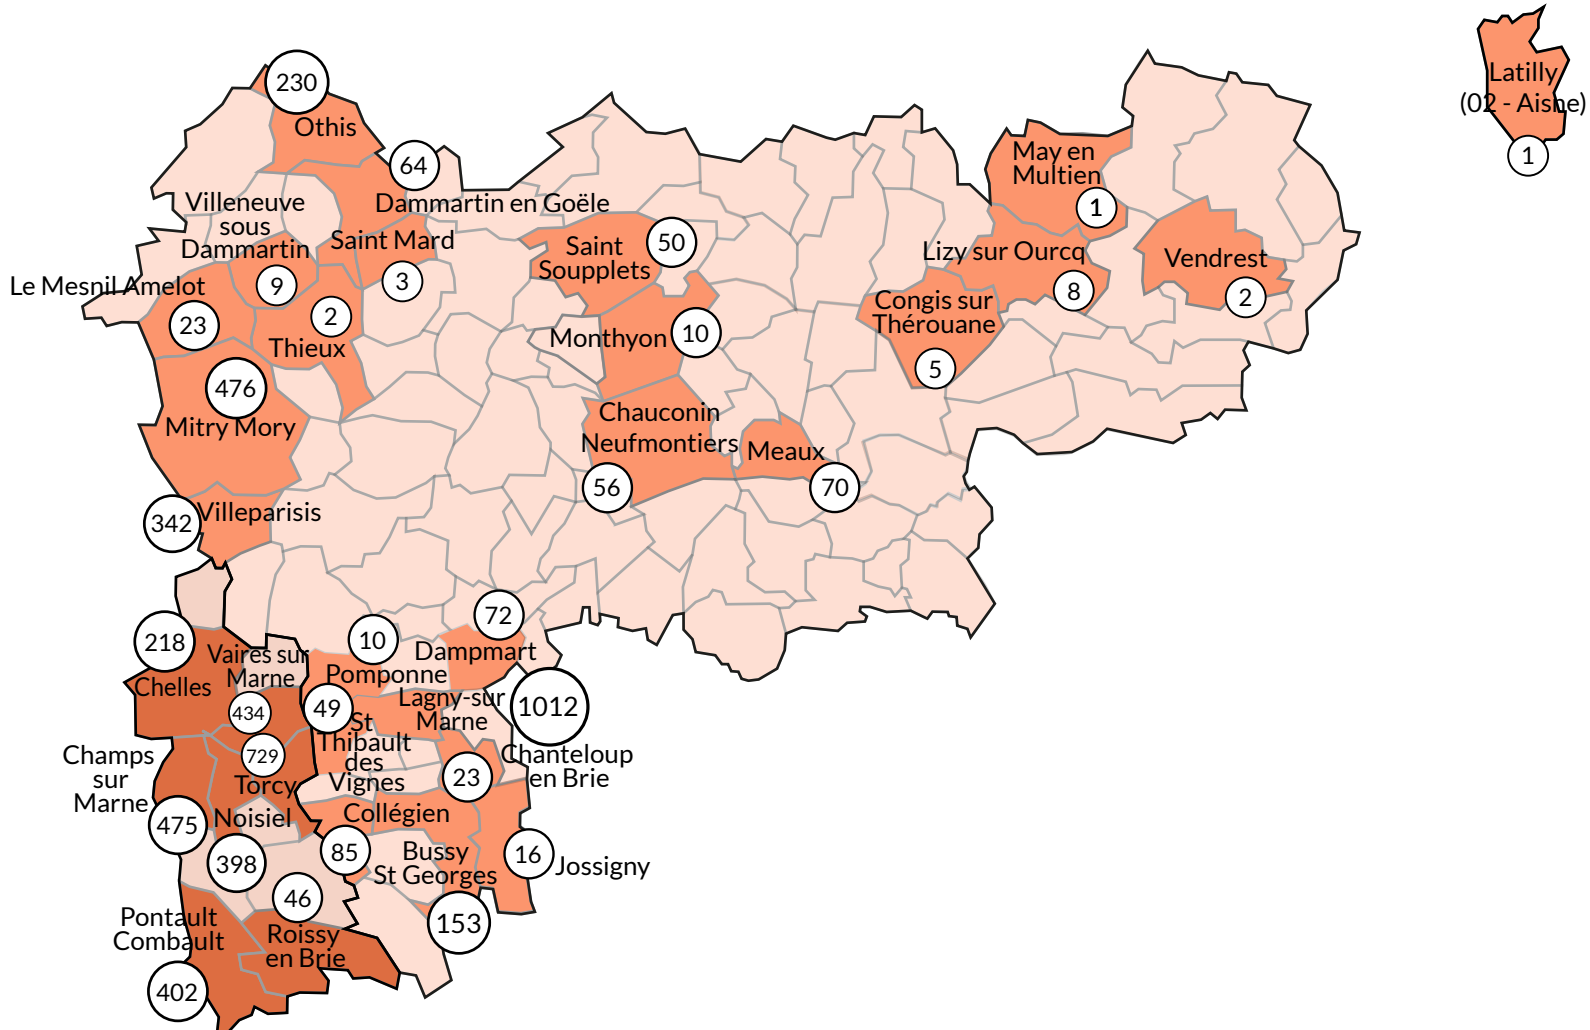 Latilly
(02 - Aisne)
1
230
Othis
64
Dammartin en Goële
May en
Multien
1
Villeneuve
sous
Dammartin
9
Saint Mard
3
Saint
Soupplets
50
Lizy sur Ourcq
8
Vendrest
2
Le Mesnil Amelot
23
2
Thieux
Congis sur
Thérouane
5
Monthyon
10
476
Mitry Mory
Chauconin
Neufmontiers
56
Meaux
70
342
Villeparisis
72
Dampmart
218
Chelles
Vaires sur
Marne
434
10
Pomponne
49
Lagny-sur
Marne
1012
Chanteloup
en Brie
St
Thibault
des
Vignes
23
729
Torcy
Champs
sur
Marne
475
Noisiel
398
Collégien
85
Bussy
St Georges
153
16
Jossigny
46
Roissy
en Brie
Pontault
Combault
402